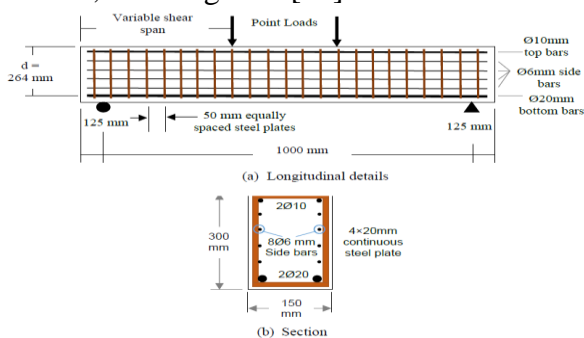 Variable shear
span
Point Loads
Ø10mm
top bars
d =
264 mm
Ø6mm side
bars
Ø20mm
bottom bars
125 mm
50 mm equally
spaced steel plates
125 mm
1000 mm
(a) Longitudinal details
2Ø10
300
mm
8Ø6 mm
Side bars
4×20mm
continuous
steel plate
2Ø20
150
mm
(b) Section